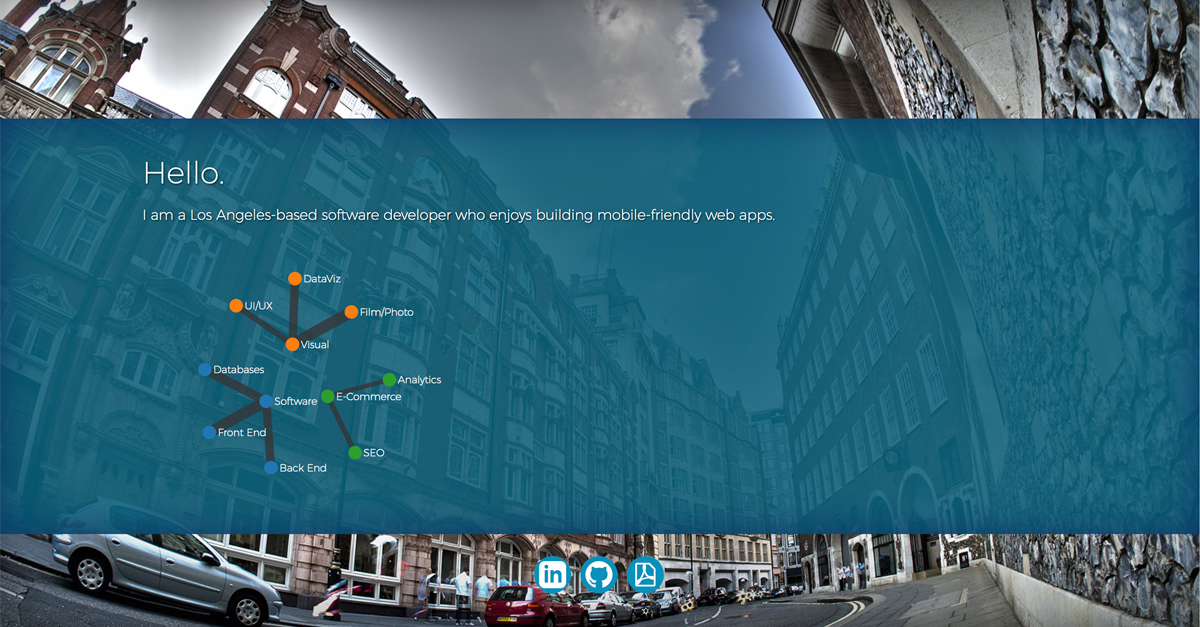 Hello.
I am a Los Angeles-based software developer who enjoys building mobile-friendly web apps.
DataViz
UI/UX
Film/Photo
Visual
Databases
Analytics
E-Commerce
Software
Front End
SEO
Back End
in